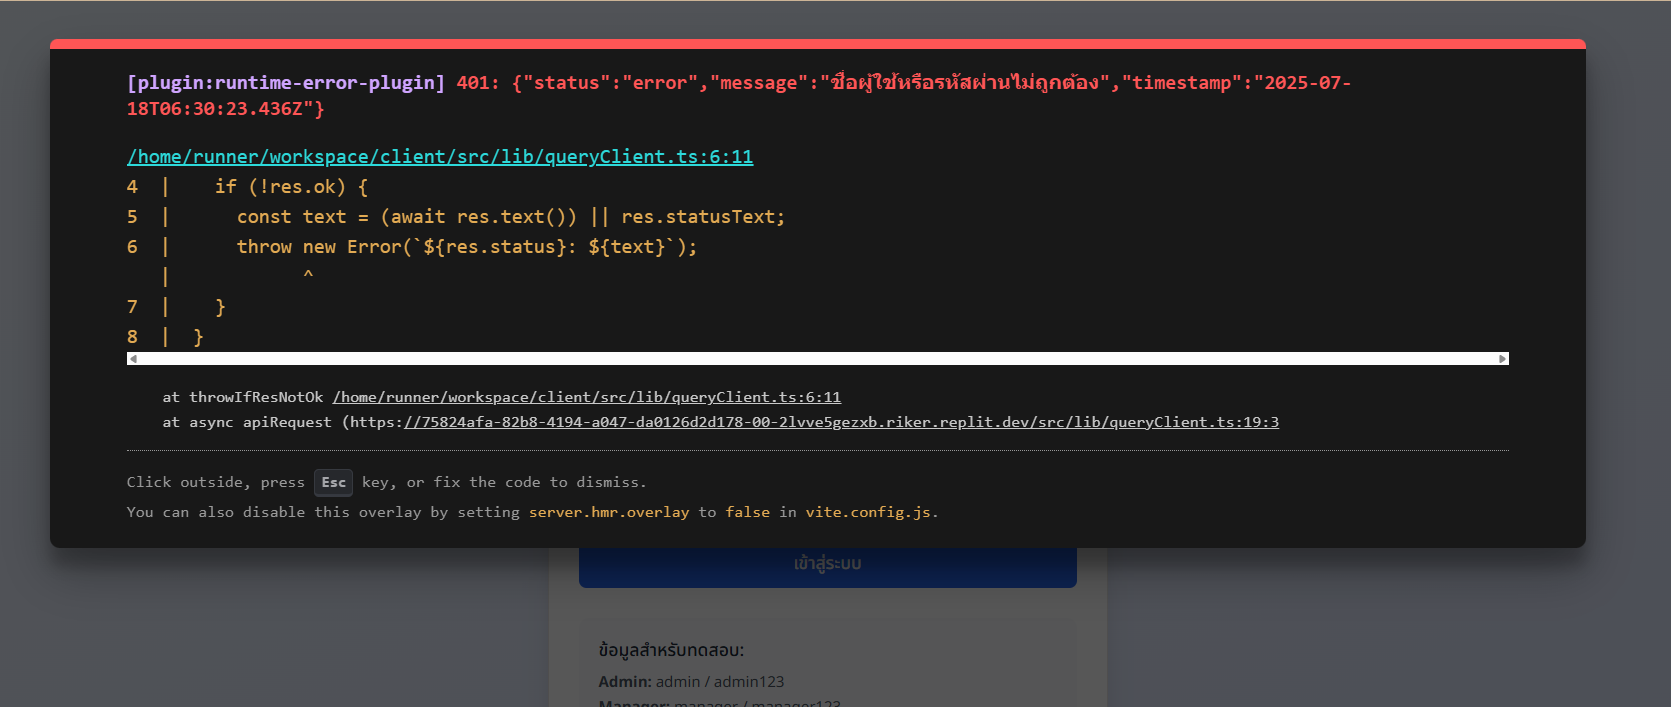 [plugin:runtime-error-plugin] 401: {"status":"error","message":"ชื่อผู้ใช้หรือรหัสผ่านไม่ถูกต้อง","timestamp":"2025-07-
18T06:30:23.436Z"}
/home/runner/workspace/client/src/lib/queryClient.ts:6:11
4 | if (!res.ok) {
5 | const text = (await res.text()) || res.statusText;
6 | throw new Error(`${res.status}: ${text}`);
| ^
7 | }
8 | }
at throwIfResNotOk /home/runner/workspace/client/src/lib/queryClient.ts:6:11
at async apiRequest (https://75824afa-82b8-4194-a047-da0126d2d178-00-2lvve5gezxb.riker.replit.dev/src/lib/queryClient.ts:19:3
Click outside, press Esc key, or fix the code to dismiss.
You can also disable this overlay by setting server.hmr.overlay to false in vite.config.js.
เข้าสู่ระบบ
ข้อมูลสำหรับทดสอบ:
Admin: admin / admin123
Manager: manager / manager123